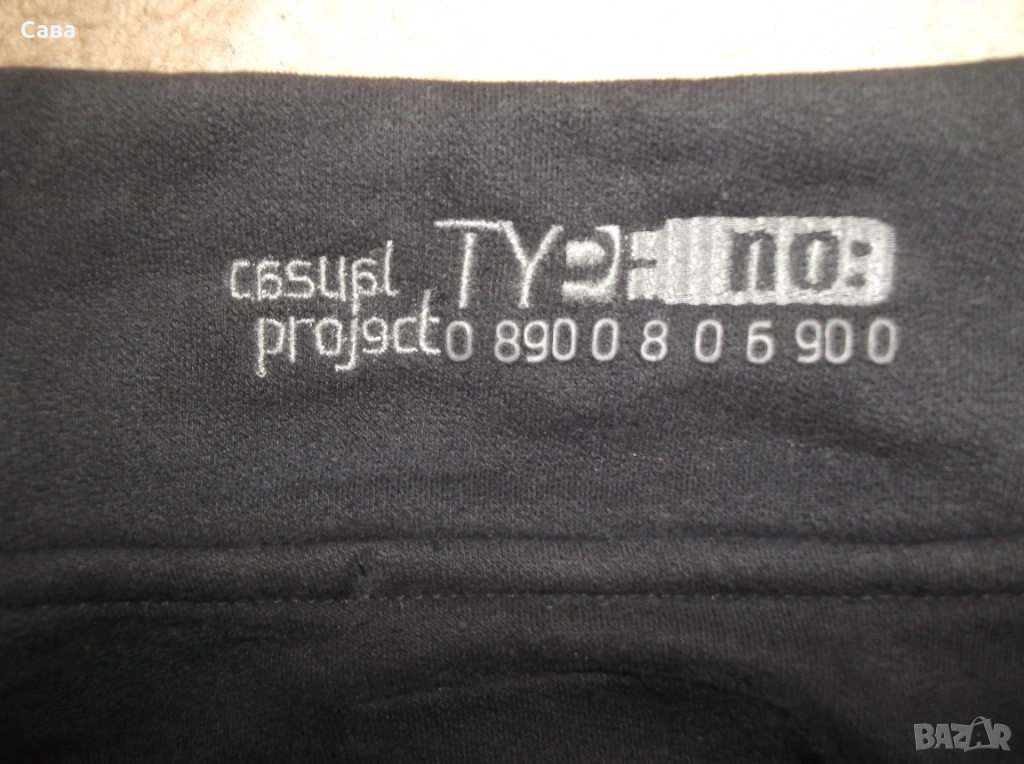 Сава
casual TYPE no:
project 0 890 0 8 0 6 90 0
BAZAR